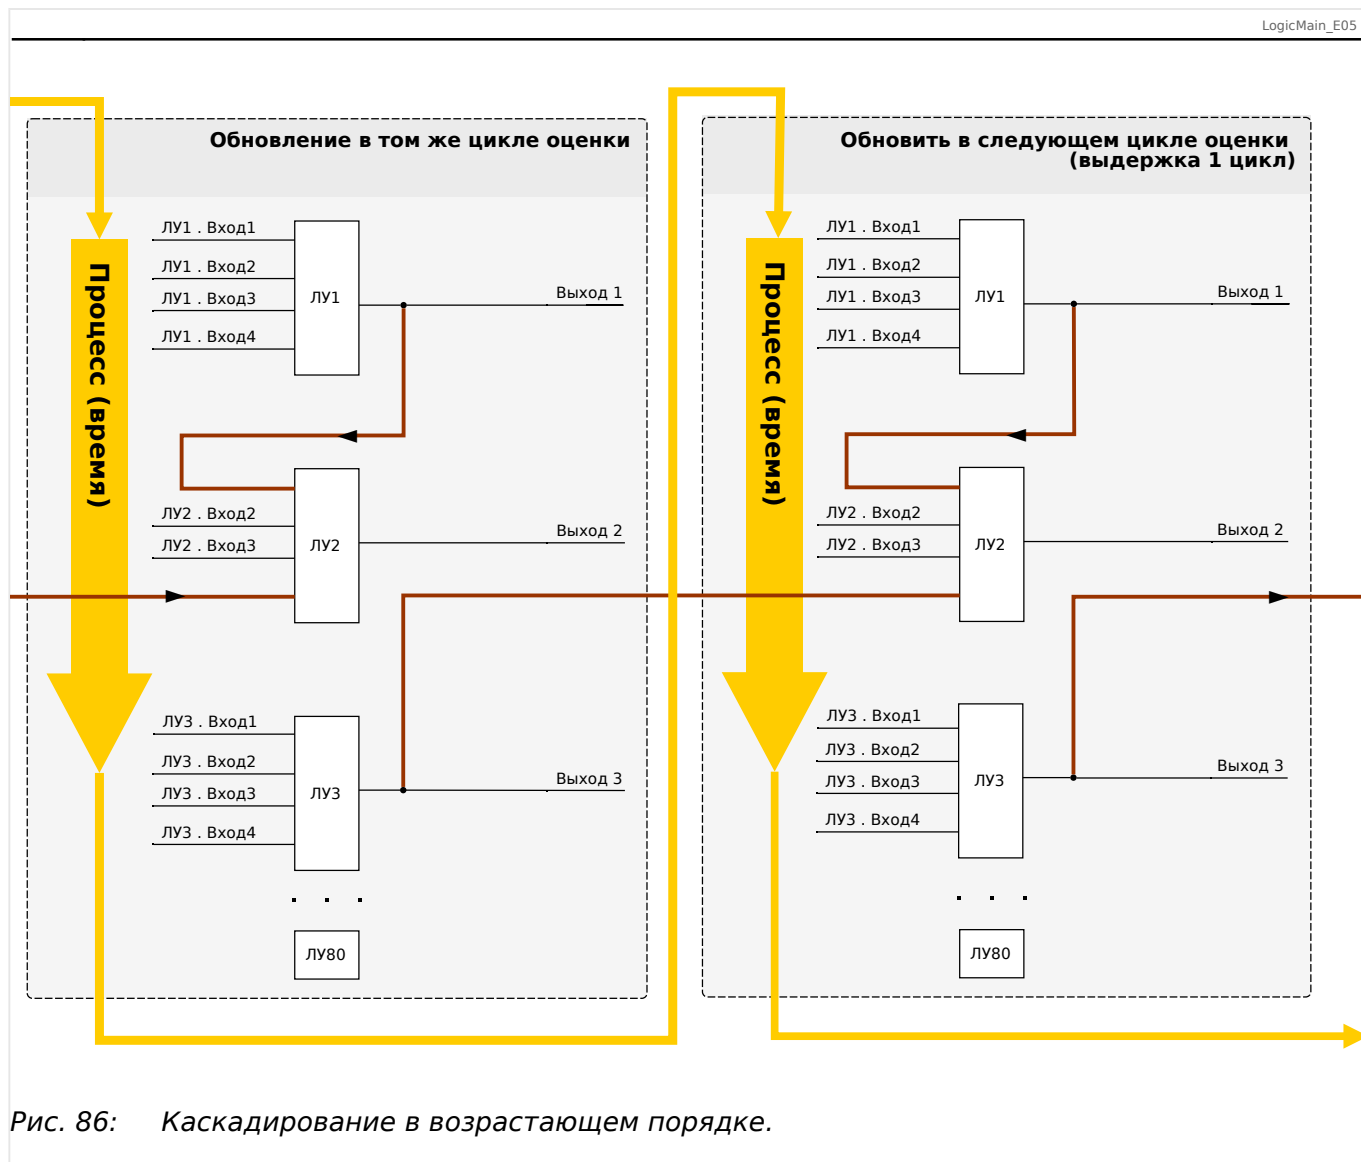 LogicMain_E05
Обновление в том же цикле оценки
Процесс (время)
ЛУ1 . Вход1
ЛУ1 . Вход2
ЛУ1 . Вход3
ЛУ1 . Вход4
ЛУ1
Выход 1
ЛУ2 . Вход2
ЛУ2 . Вход3
ЛУ2
Выход 2
ЛУ3 . Вход1
ЛУ3 . Вход2
ЛУ3 . Вход3
ЛУ3 . Вход4
ЛУ3
Выход 3
. . .
ЛУ80
Обновить в следующем цикле оценки
(выдержка 1 цикл)
Процесс (время)
ЛУ1 . Вход1
ЛУ1 . Вход2
ЛУ1 . Вход3
ЛУ1 . Вход4
ЛУ1
Выход 1
ЛУ2 . Вход2
ЛУ2 . Вход3
ЛУ2
Выход 2
ЛУ3 . Вход1
ЛУ3 . Вход2
ЛУ3 . Вход3
ЛУ3 . Вход4
ЛУ3
Выход 3
. . .
ЛУ80
Рис. 86: Каскадирование в возрастающем порядке.